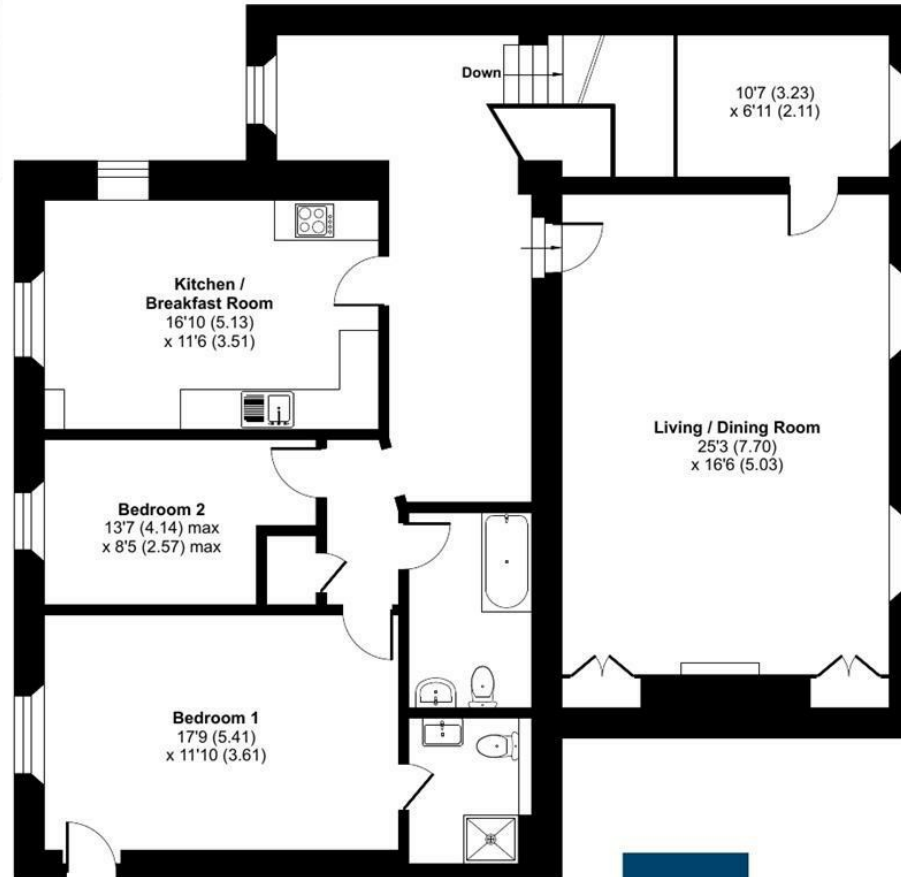 Down
10'7 (3.23)
x 6'11 (2.11)
Kitchen /
Breakfast Room
16'10 (5.13)
x 11'6 (3.51)
Living / Dining Room
25'3 (7.70)
x 16'6 (5.03)
Bedroom 2
13'7 (4.14) max
x 8'5 (2.57) max
Bedroom 1
17'9 (5.41)
x 11'10 (3.61)